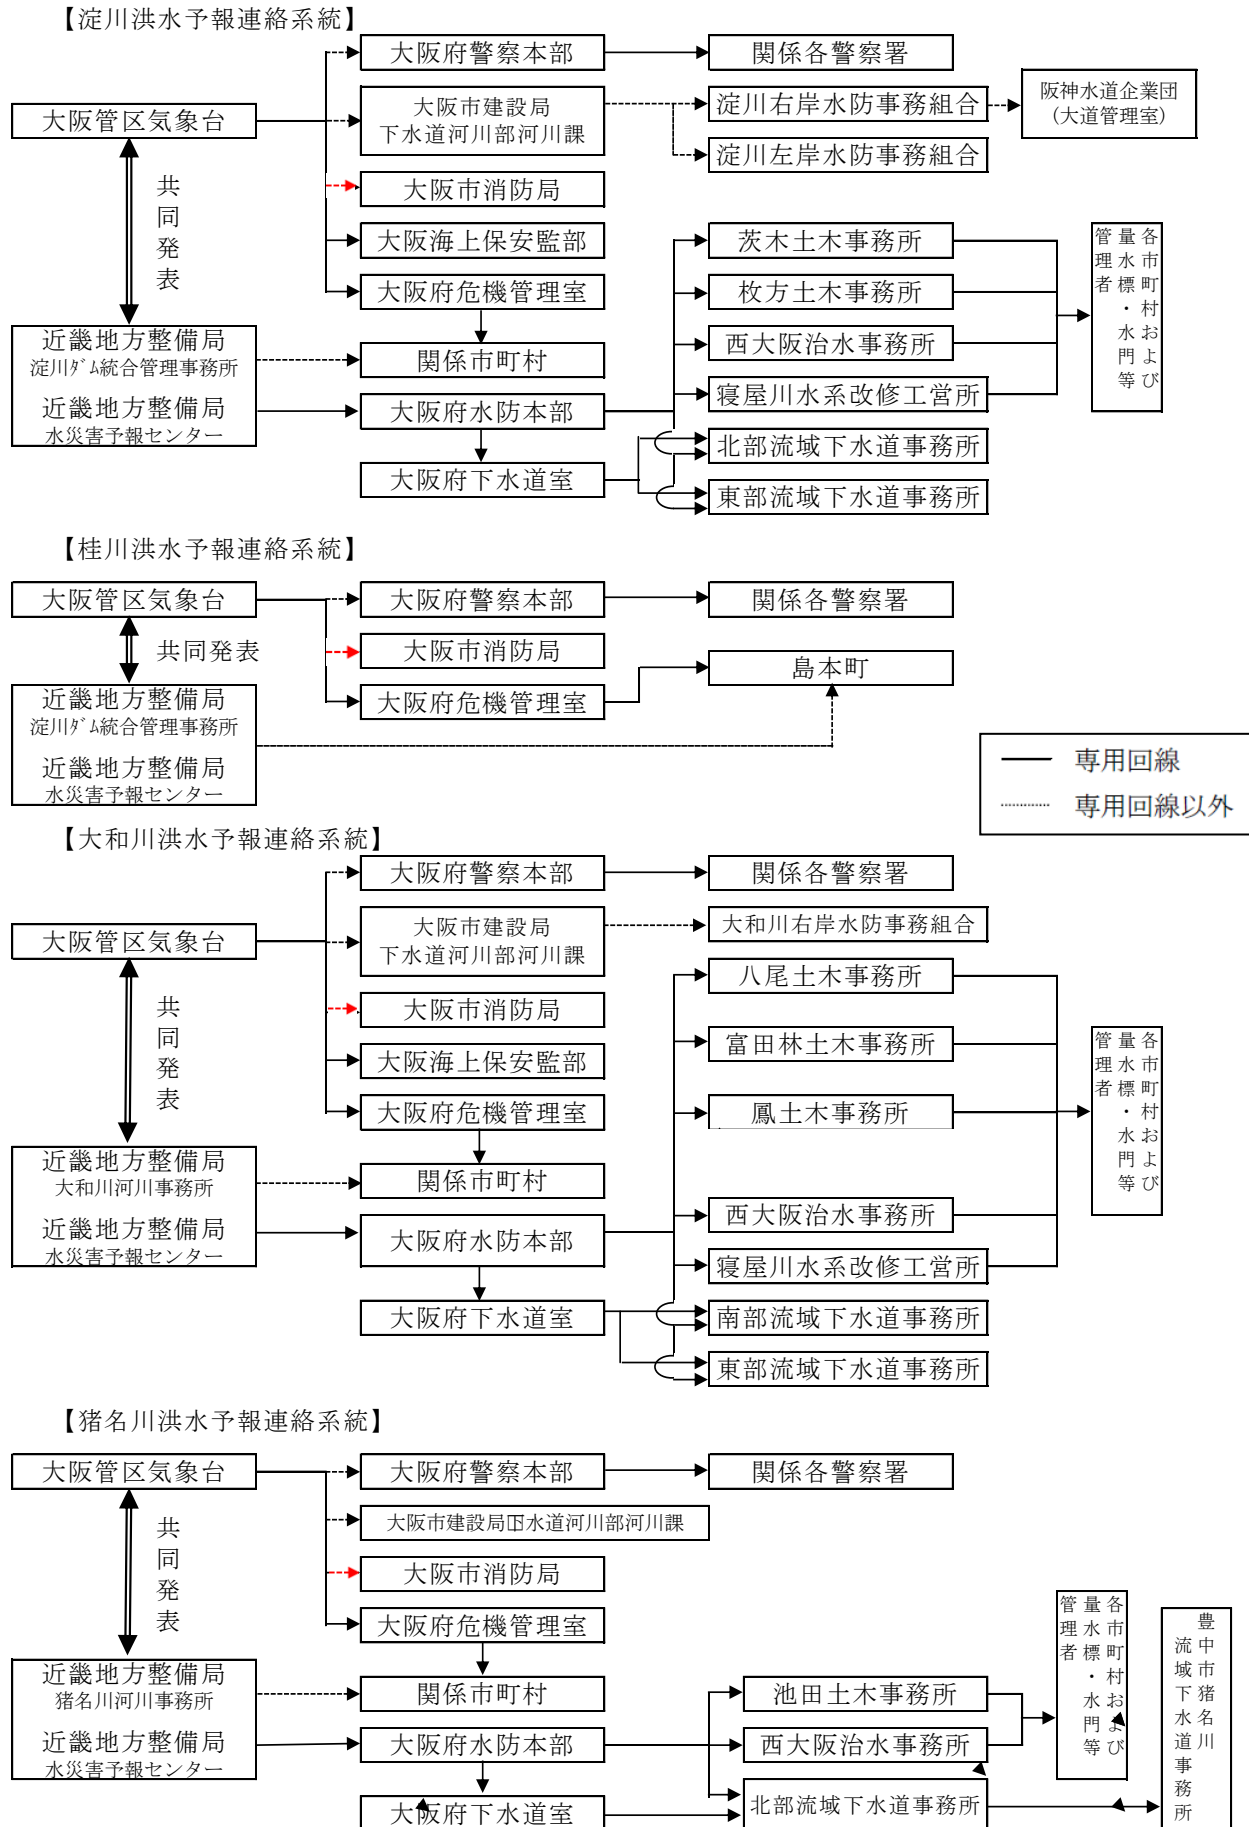 【淀川洪水予報連絡系統】
大阪府警察本部
関係各警察署
大阪管区気象台
大阪市建設局
下水道河川部河川課
淀川右岸水防事務組合
阪神水道企業団
(大道管理室)
淀川左岸水防事務組合
共同発表
大阪市消防局
大阪海上保安監部
大阪府危機管理室
茨木土木事務所
枚方土木事務所
西大阪治水事務所
寝屋川水系改修工営所
各市町村および
量水標・水門等
管理者
近畿地方整備局
淀川ﾀﾞﾑ統合管理事務所
近畿地方整備局
水災害予報センター
関係市町村
大阪府水防本部
大阪府下水道室
北部流域下水道事務所
東部流域下水道事務所
【桂川洪水予報連絡系統】
大阪管区気象台
大阪府警察本部
関係各警察署
共同発表
大阪市消防局
大阪府危機管理室
島本町
近畿地方整備局
淀川ﾀﾞﾑ統合管理事務所
近畿地方整備局
水災害予報センター
専用回線
専用回線以外
【大和川洪水予報連絡系統】
大阪府警察本部
関係各警察署
大阪管区気象台
大阪市建設局
下水道河川部河川課
大和川右岸水防事務組合
共同発表
大阪市消防局
大阪海上保安監部
大阪府危機管理室
八尾土木事務所
富田林土木事務所
鳳土木事務所
西大阪治水事務所
寝屋川水系改修工営所
各市町村および
量水標・水門等
管理者
近畿地方整備局
大和川河川事務所
近畿地方整備局
水災害予報センター
関係市町村
大阪府水防本部
大阪府下水道室
南部流域下水道事務所
東部流域下水道事務所
【猪名川洪水予報連絡系統】
大阪管区気象台
大阪府警察本部
関係各警察署
大阪市建設局下水道河川部河川課
共同発表
大阪市消防局
大阪府危機管理室
近畿地方整備局
猪名川河川事務所
近畿地方整備局
水災害予報センター
関係市町村
大阪府水防本部
大阪府下水道室
池田土木事務所
西大阪治水事務所
北部流域下水道事務所
各市町村および
量水標・水門等
管理者
豊中市猪名川
流域下水道事務所